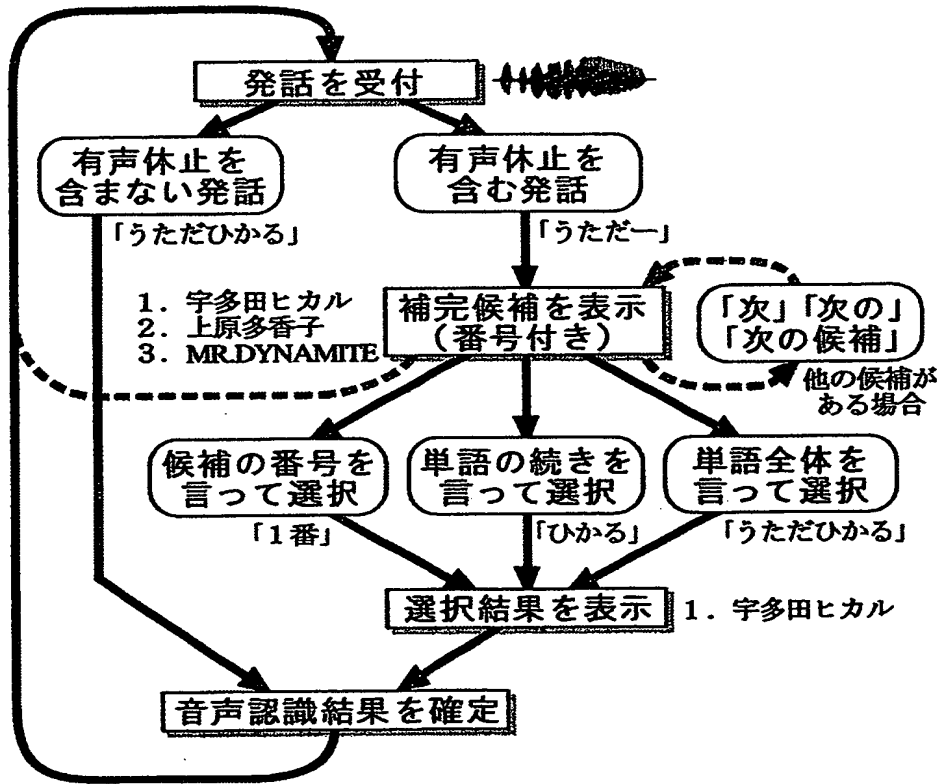 発話を受付
有声休止を
含まない発話
有声休止を
含む発話
「うただひかる」
「うただー」
1. 宇多田ヒカル
2. 上原多香子
3. MR.DYNAMITE
補完候補を表示
(番号付き)
「次」「次の」
「次の候補」
他の候補が
ある場合
候補の番号を
言って選択
単語の続きを
言って選択
単語全体を
言って選択
「1番」
「ひかる」
「うただひかる」
選択結果を表示
1. 宇多田ヒカル
音声認識結果を確定